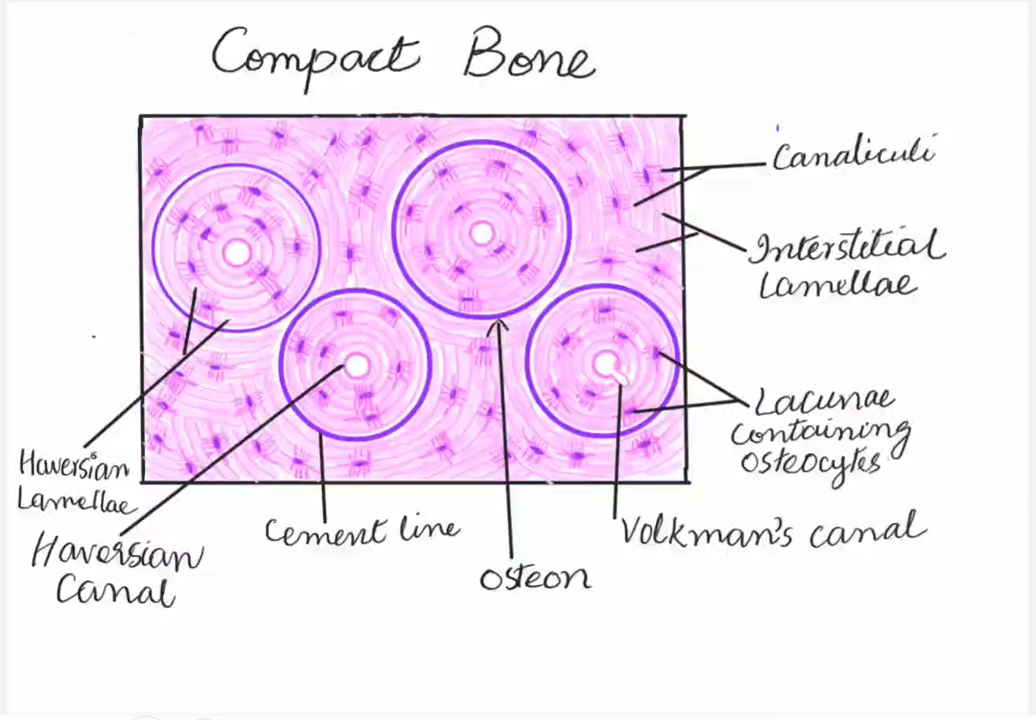 Compact Bone
Canaliculi
Interstitial
Lamellae
Lacunae
containing
osteocytes
Haversian
Lamellae
Haversian
Canal
Cement line
Osteon
Volkman's canal